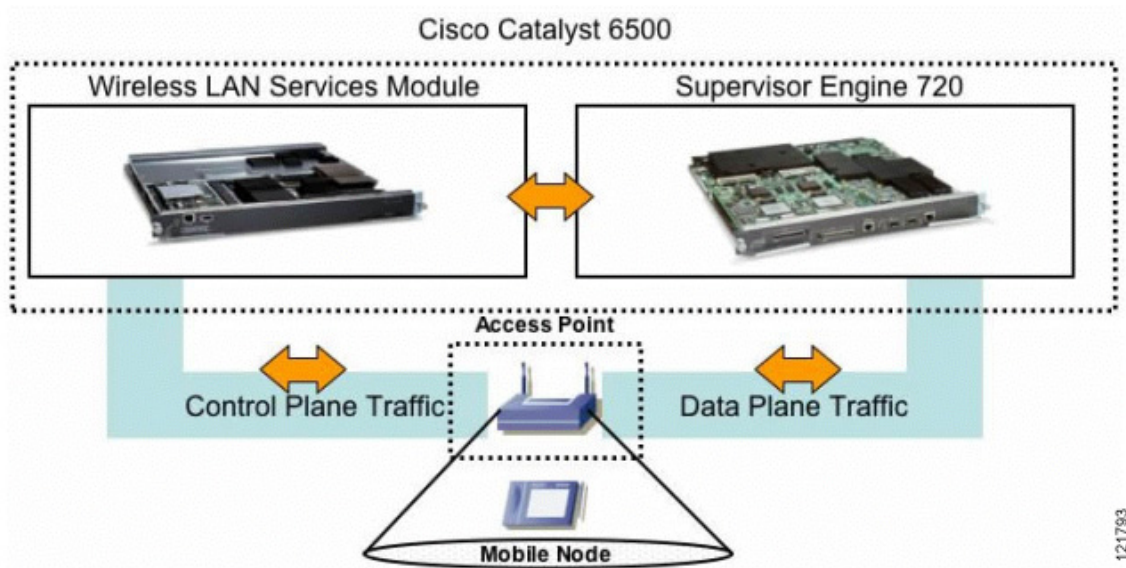 Cisco Catalyst 6500
Wireless LAN Services Module
Supervisor Engine 720
Access Point
Control Plane Traffic
Data Plane Traffic
Mobile Node
121793